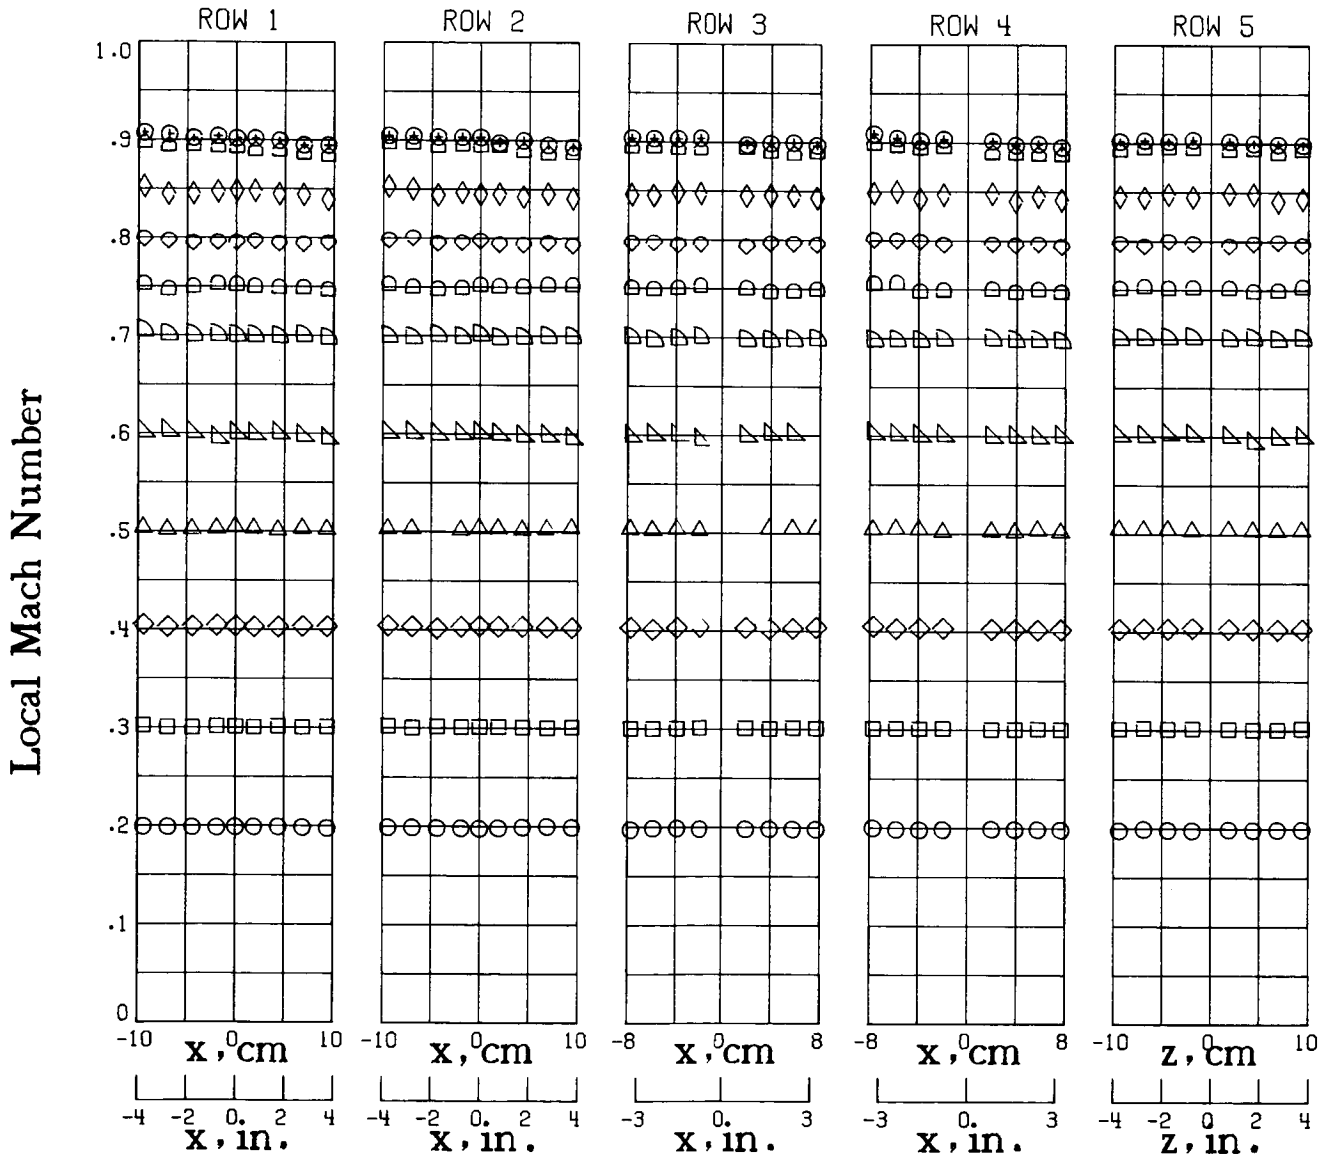 ROW 1 ROW 2 ROW 3 ROW 4 ROW 5
Local Mach Number
1.0
.9
.8
.7
.6
.5
.4
.3
.2
.1
0
-10 0 10 -10 0 10 -8 0 8 -8 0 8 -10 0 10
x, cm x, cm x, cm x, cm z, cm
-4 -2 0. 2 4 -4 -2 0. 2 4 -3 0. 3 -3 0. 3 -4 -2 0. 2 4
x, in. x, in. x, in. x, in. z, in.